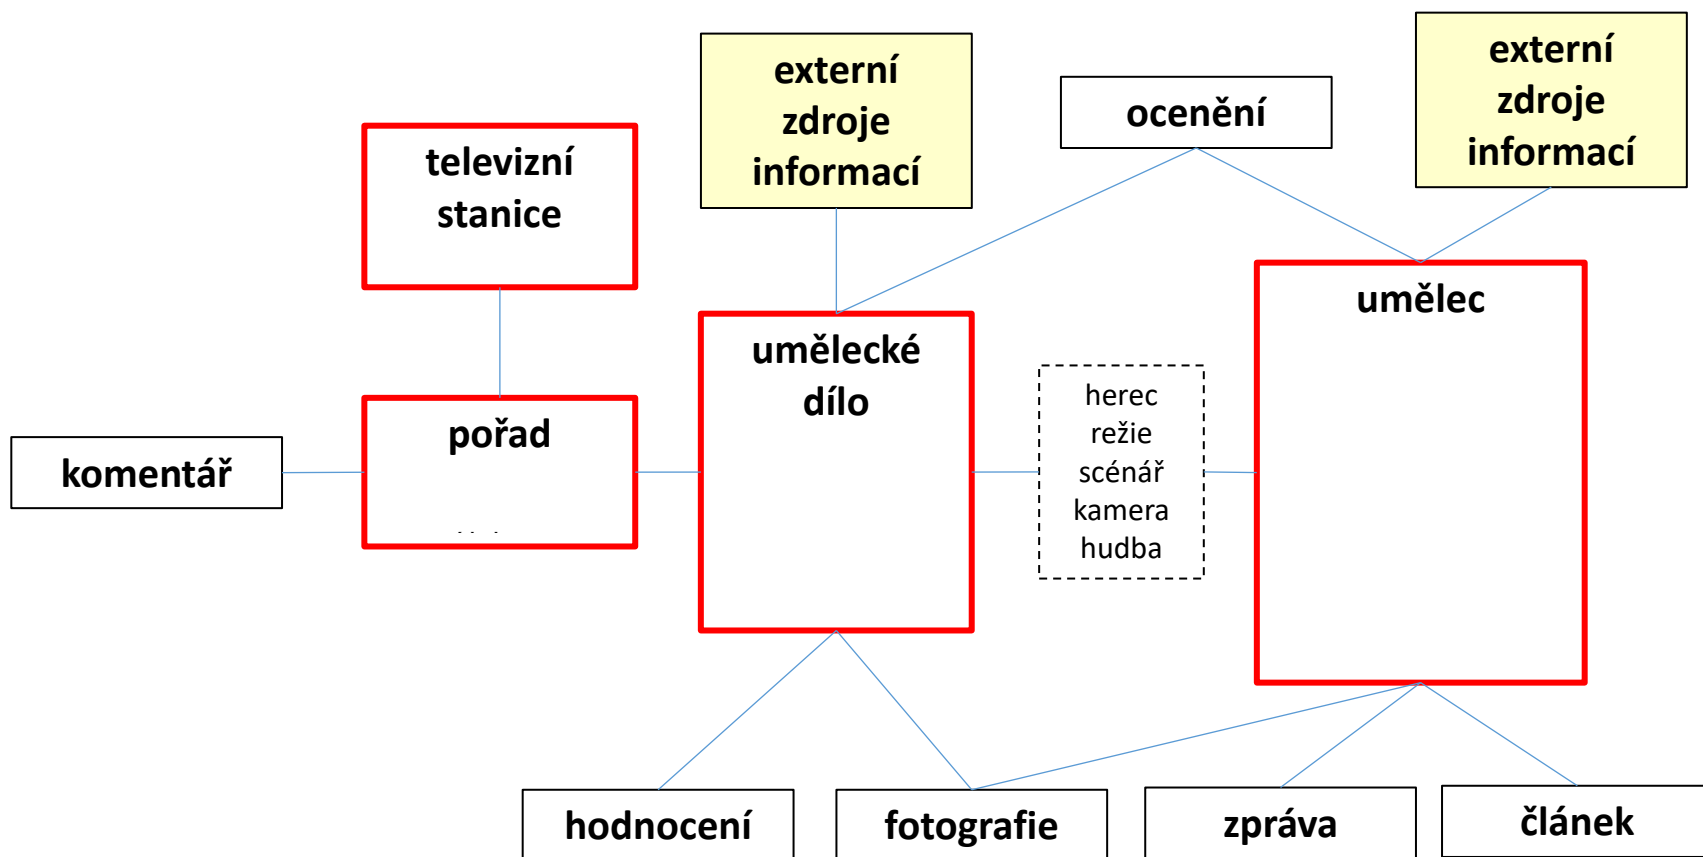 externí
zdroje
informací
ocenění
externí
zdroje
informací
televizní
stanice
umělecké
dílo
umělec
herec
režie
scénář
kamera
hudba
pořad
komentář
hodnocení
fotografie
zpráva
článek